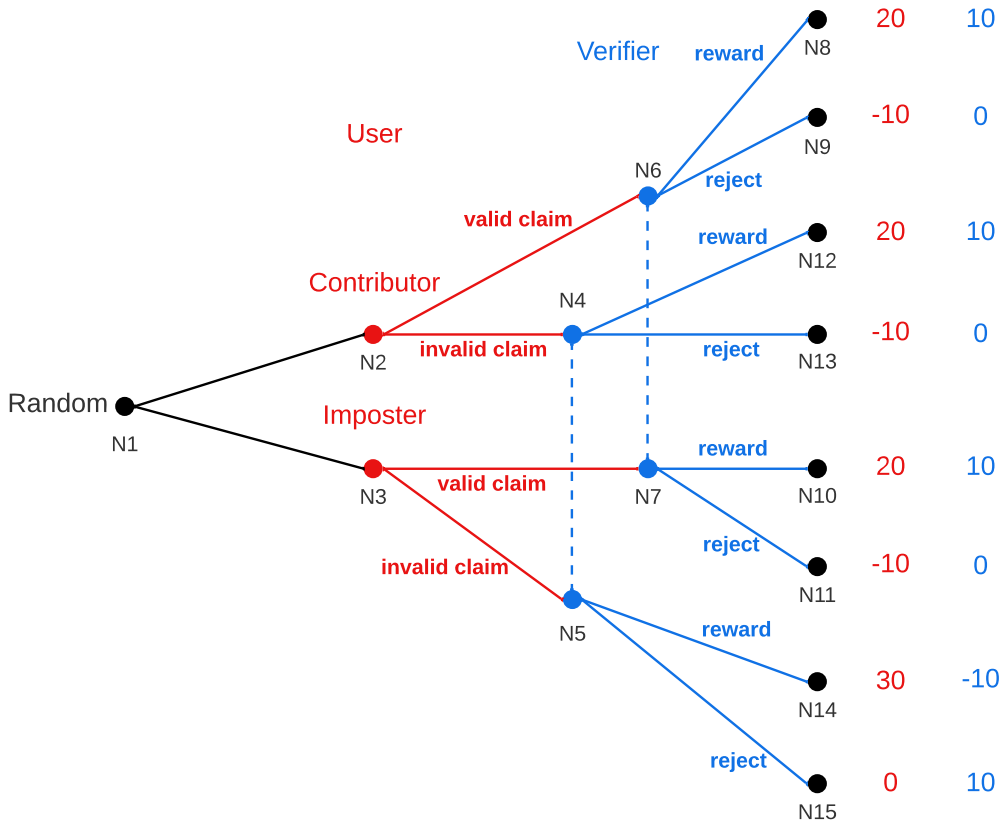 20 10
Verifier
reward
N8
-10 0
User
N9
N6
reject
valid claim
20 10
reward
N12
Contributor
N4
-10 0
invalid claim
reject
N2
N13
Random
Imposter
N1
reward
20 10
valid claim
N3
N7
N10
reject
-10 0
invalid claim
N11
reward
N5
30 -10
N14
reject
0 10
N15